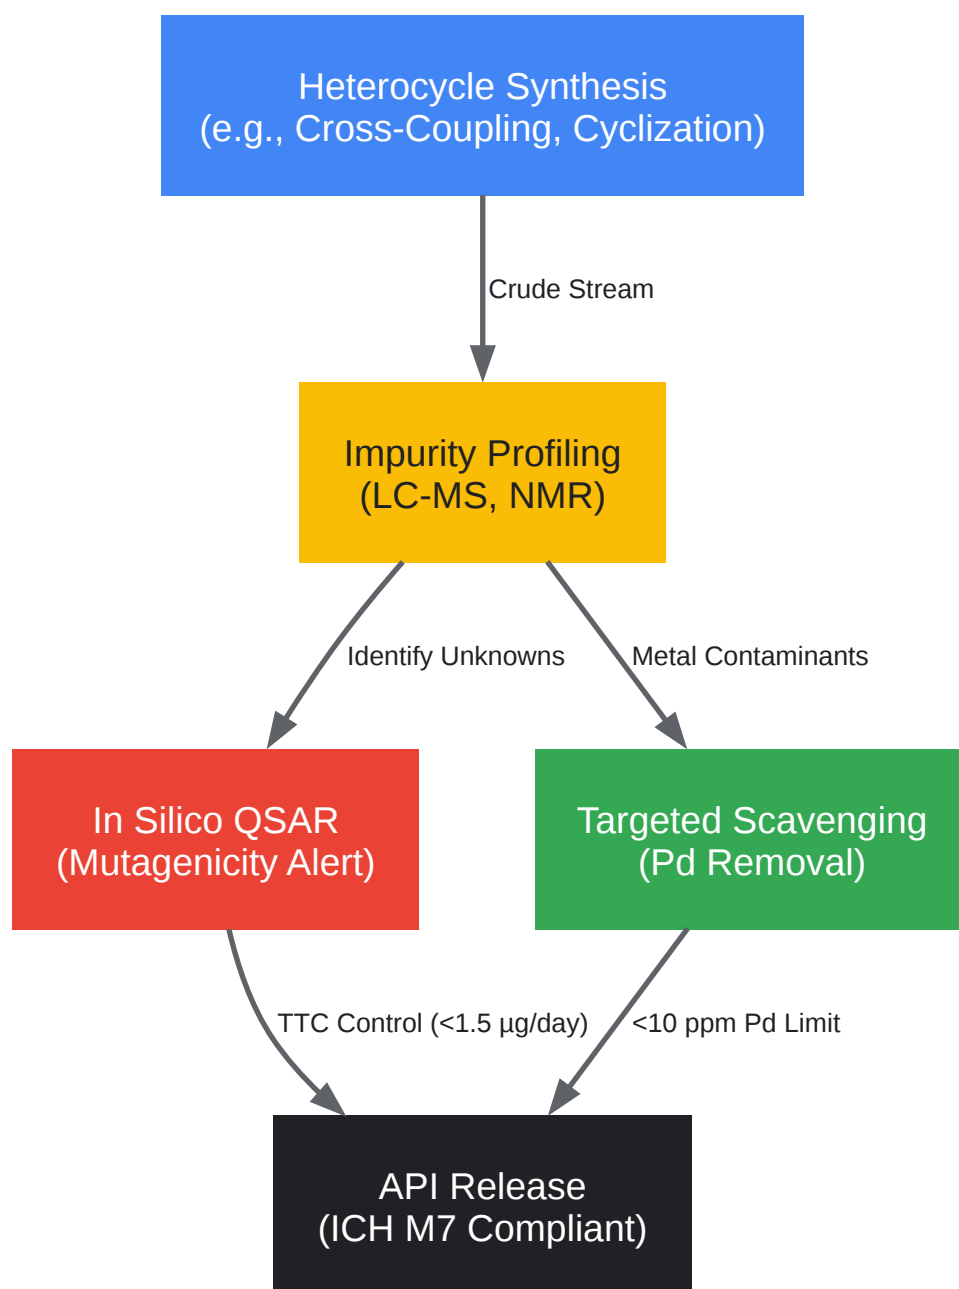 Heterocycle Synthesis
(e.g., Cross-Coupling, Cyclization)
Crude Stream
Impurity Profiling
(LC-MS, NMR)
Identify Unknowns
Metal Contaminants
In Silico QSAR
(Mutagenicity Alert)
Targeted Scavenging
(Pd Removal)
TTC Control (<1.5 µg/day)
<10 ppm Pd Limit
API Release
(ICH M7 Compliant)